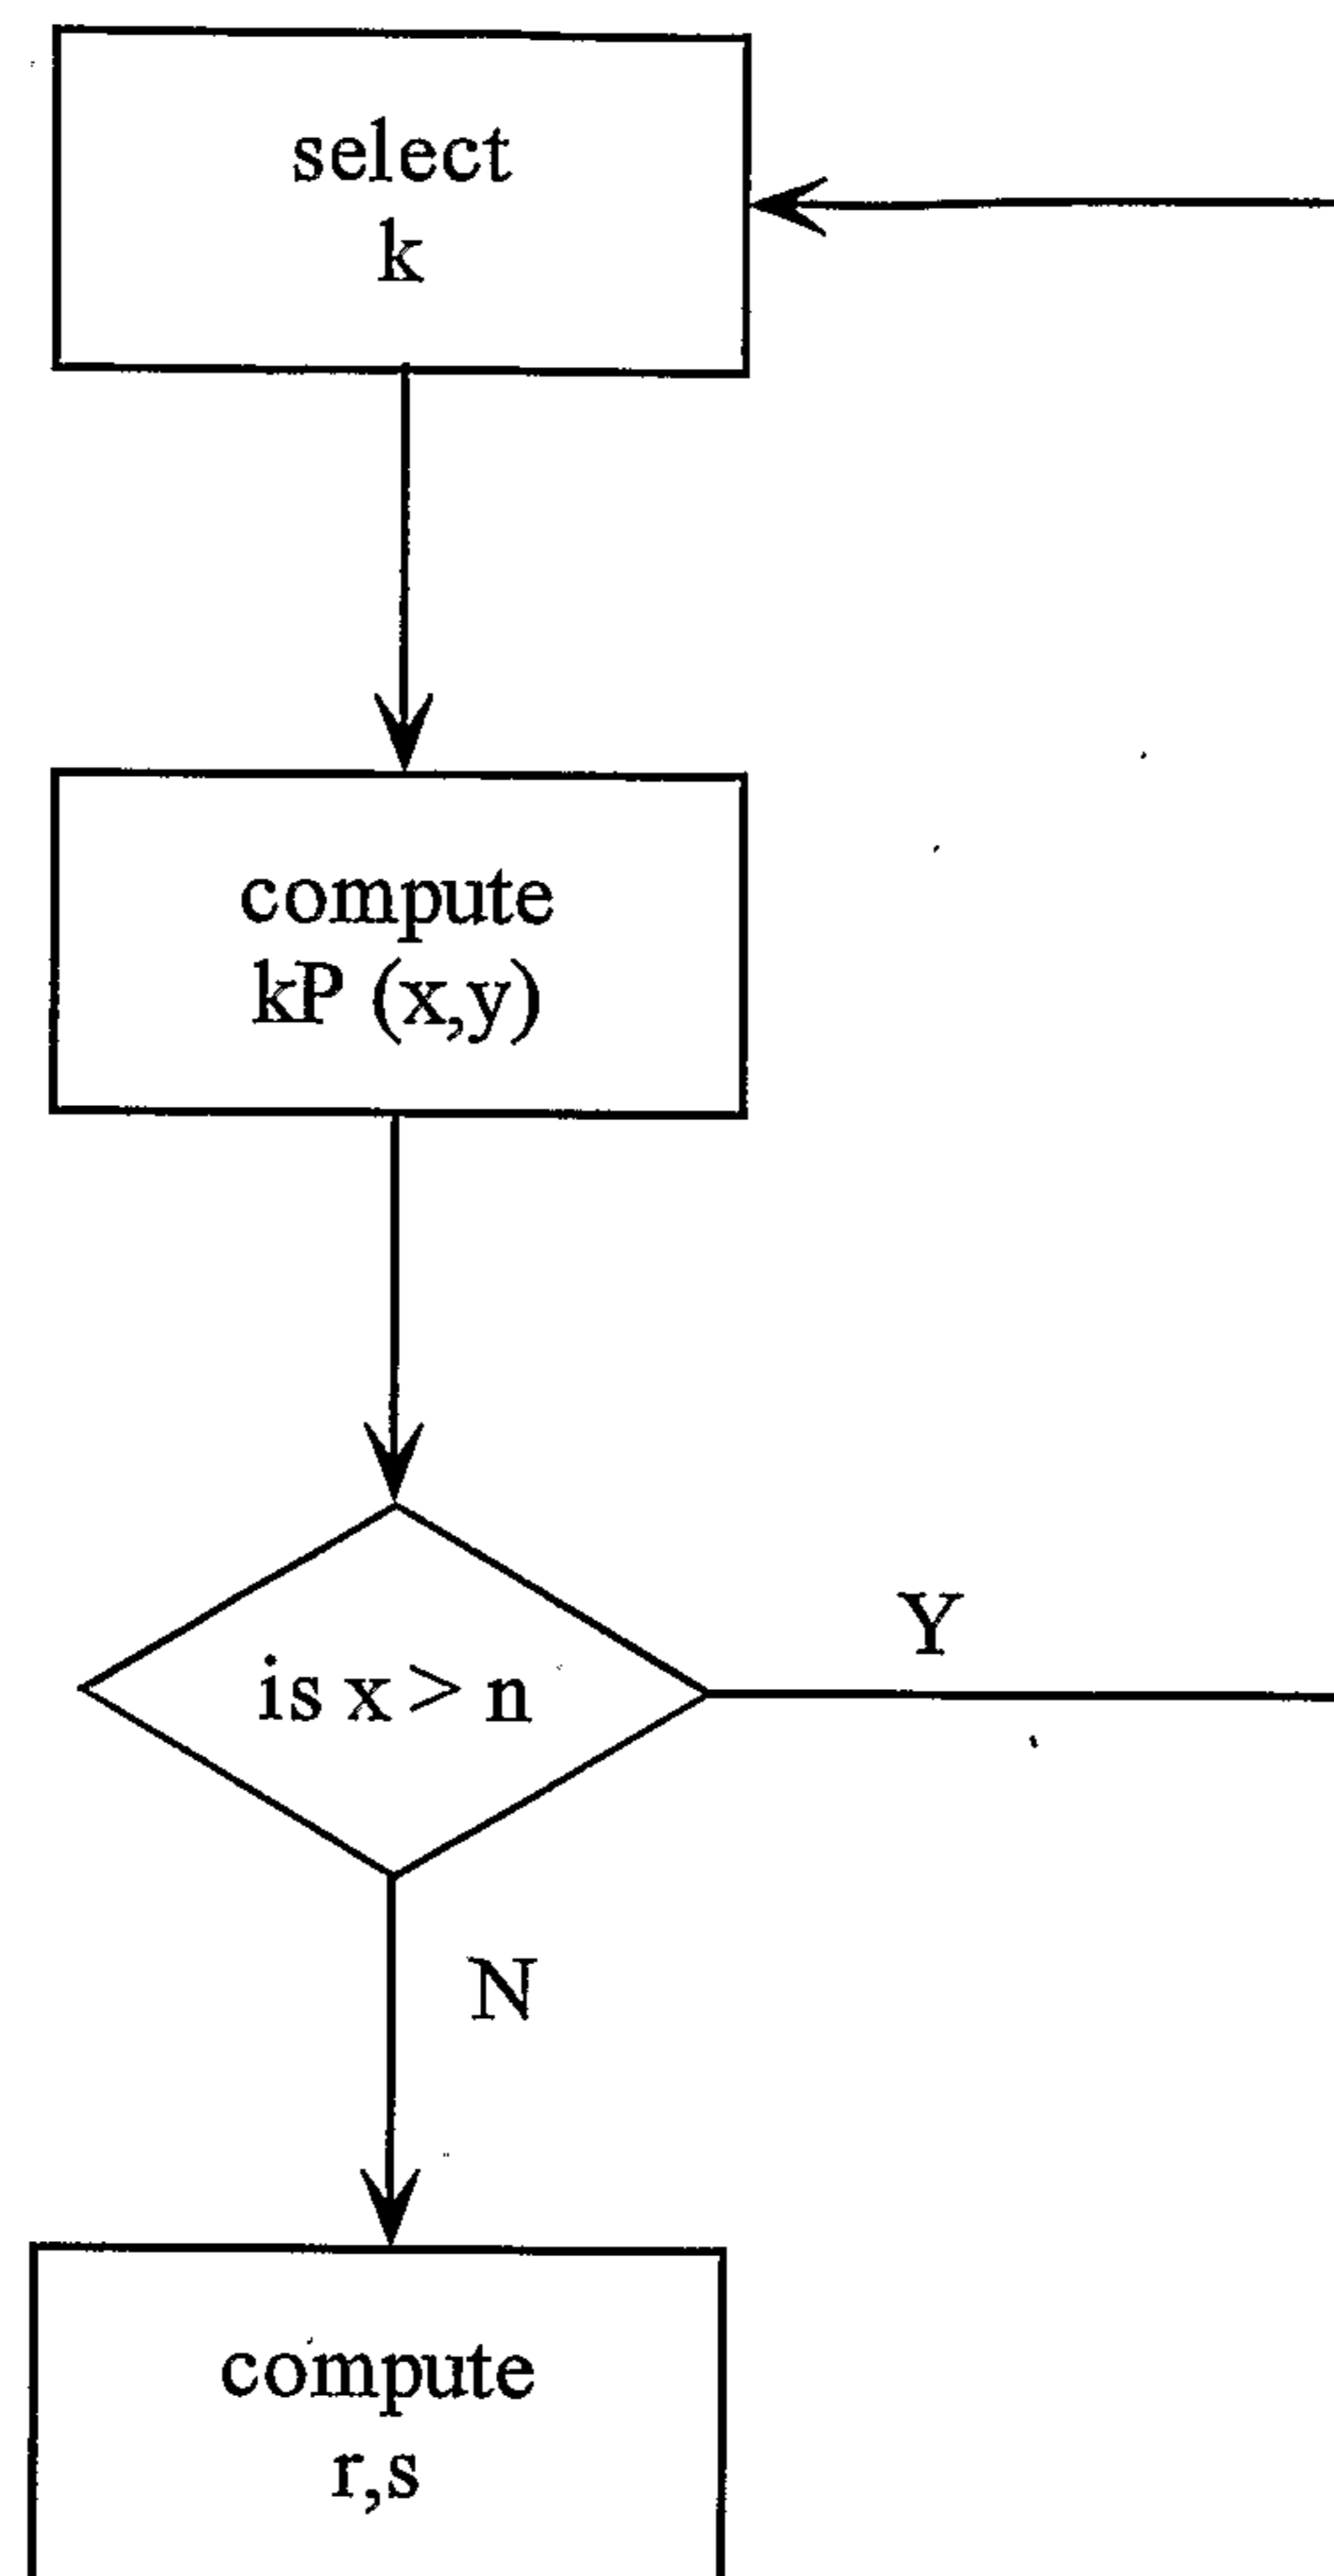 select
k
compute
kP (x,y)
is x > n
Y
N
compute
r,s